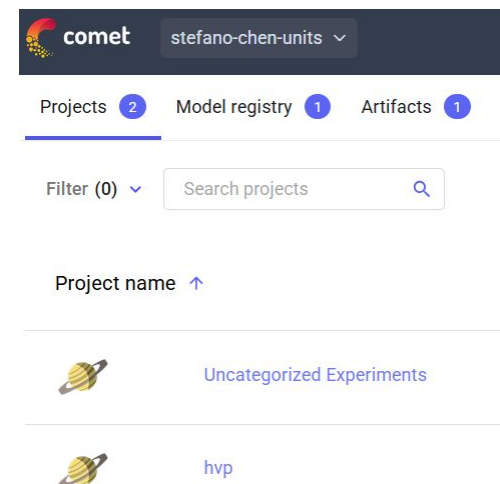 comet stefano-chen-units
Projects 2 Model registry 1 Artifacts 1
Filter (0) Search projects
Project name ↑
Uncategorized Experiments
hvp